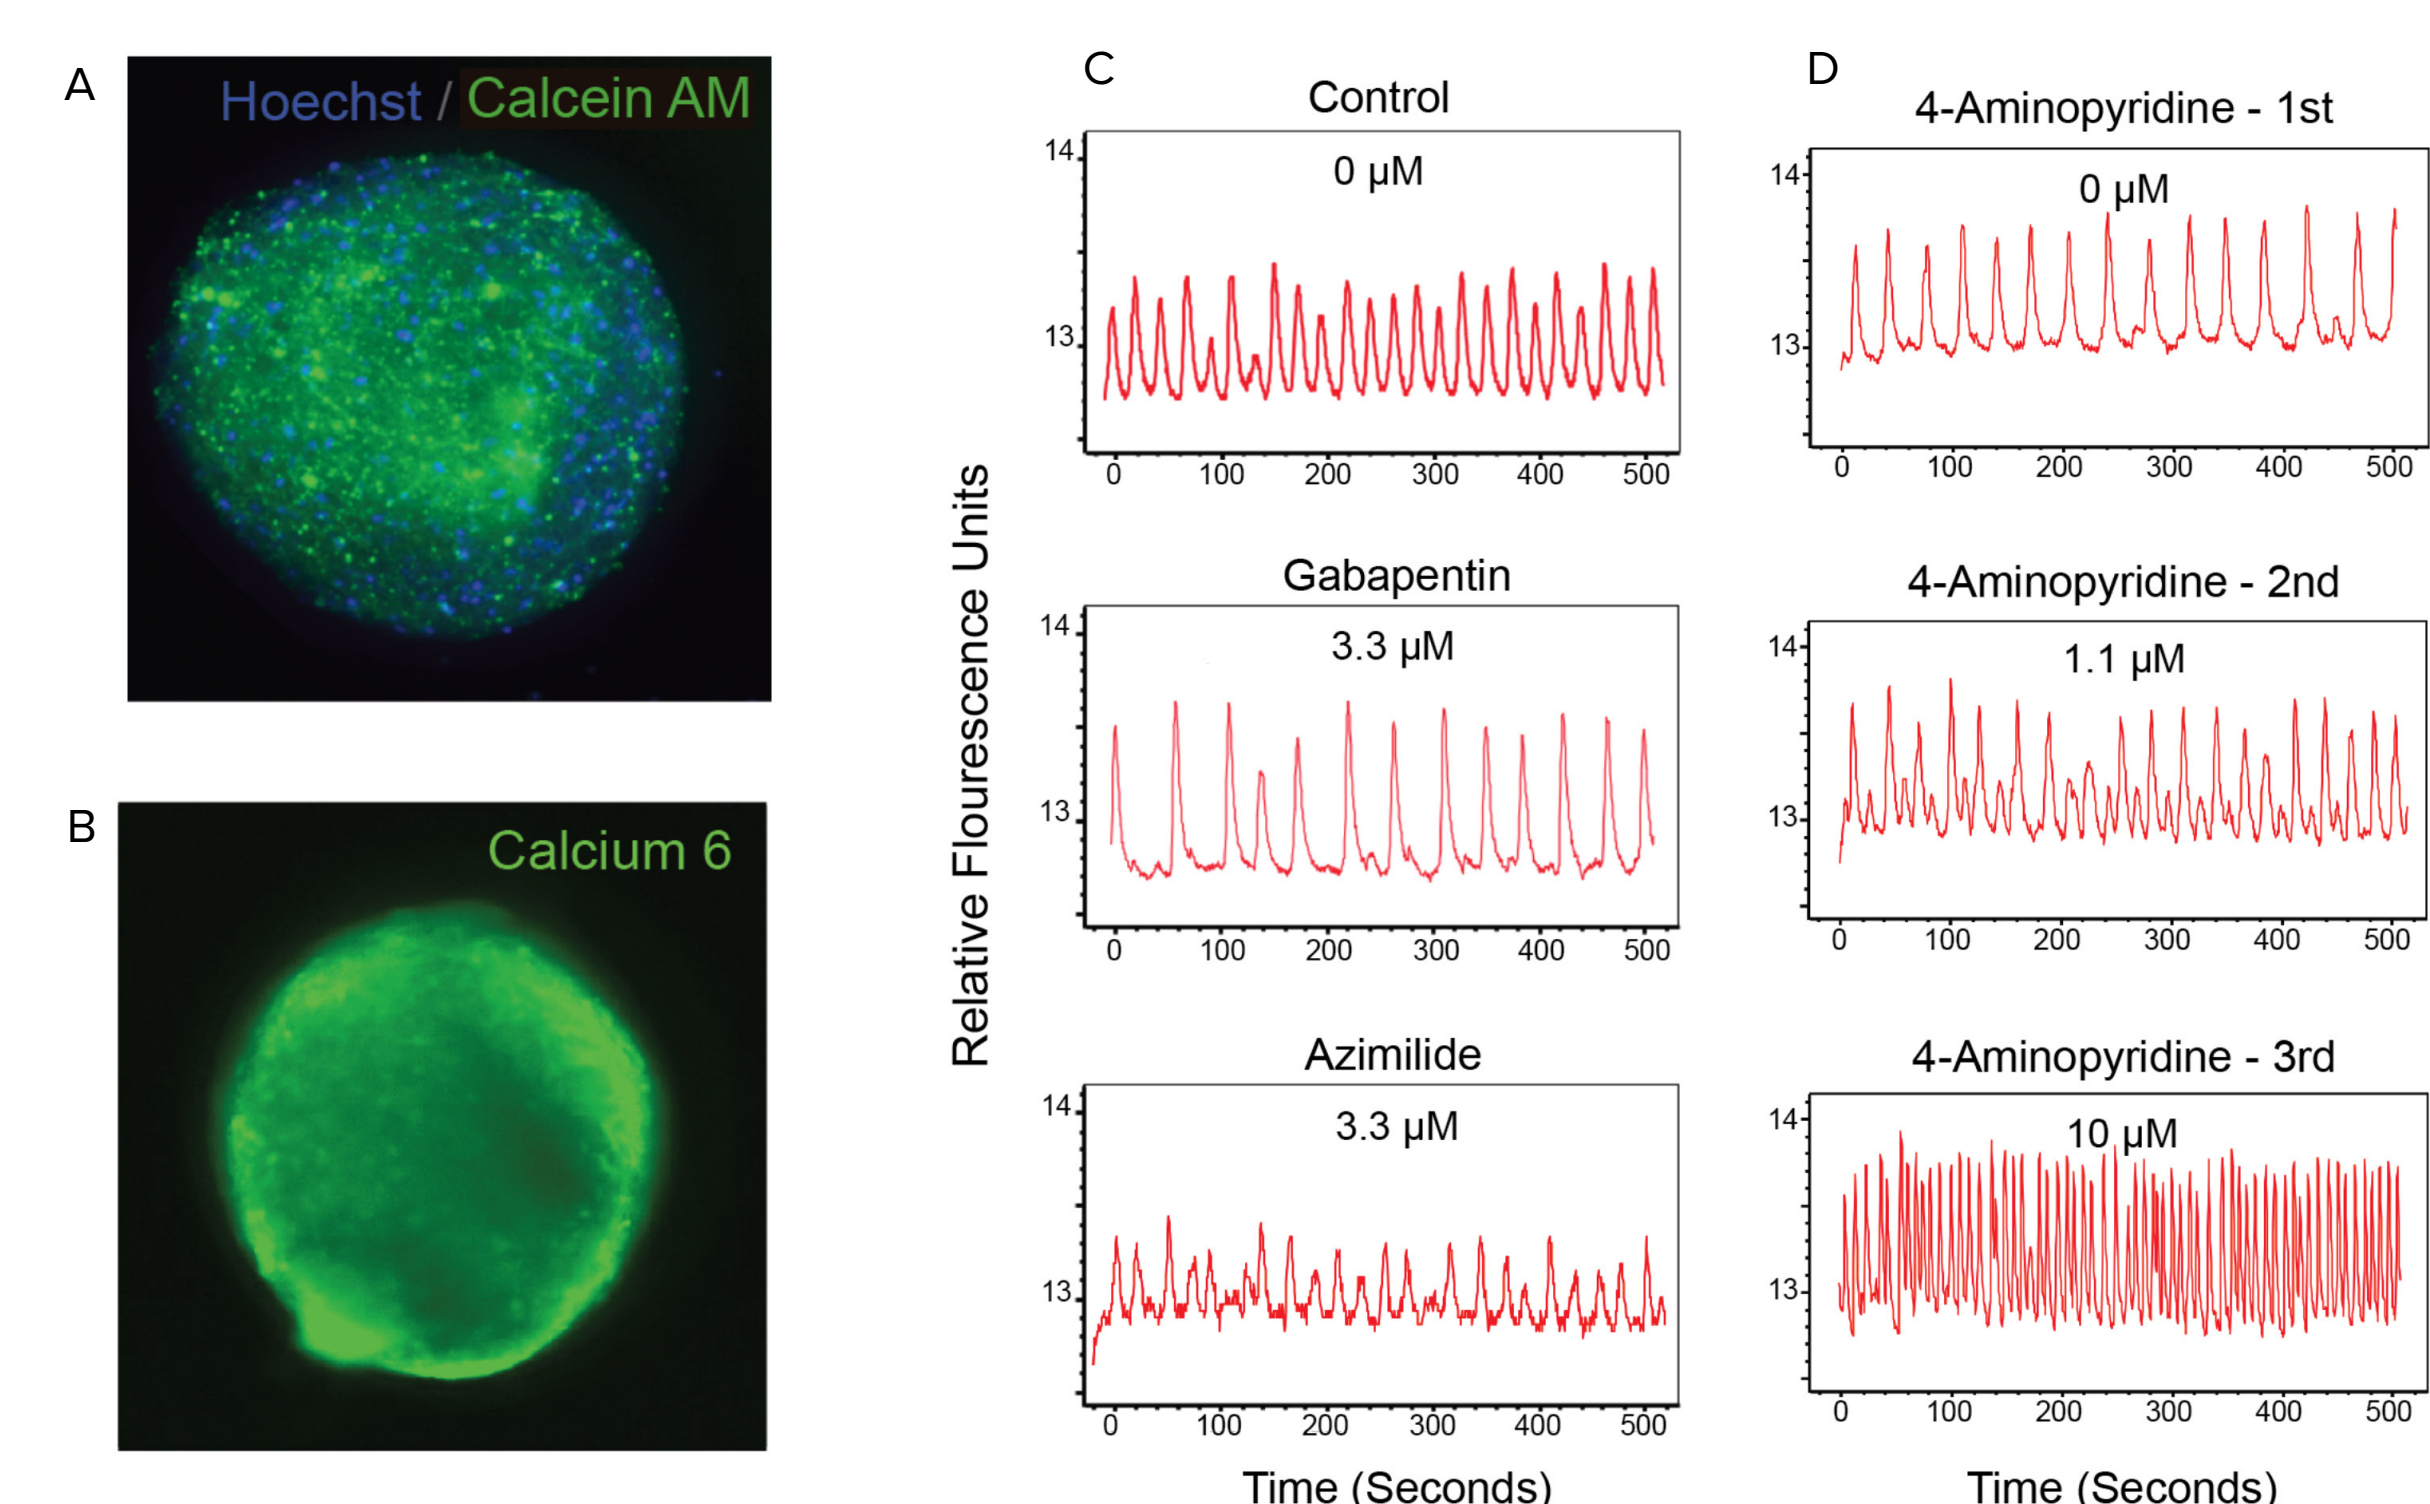 A
Hoechst / Calcein AM
B
Calcium 6
C
Relative Flourescence Units
Control
0 µM
14
13
0 100 200 300 400 500
Gabapentin
3.3 µM
14
13
0 100 200 300 400 500
Azimilide
3.3 µM
14
13
0 100 200 300 400 500
Time (Seconds)
D
4-Aminopyridine - 1st
0 µM
14
13
0 100 200 300 400 500
4-Aminopyridine - 2nd
1.1 µM
14
13
0 100 200 300 400 500
4-Aminopyridine - 3rd
10 µM
14
13
0 100 200 300 400 500
Time (Seconds)